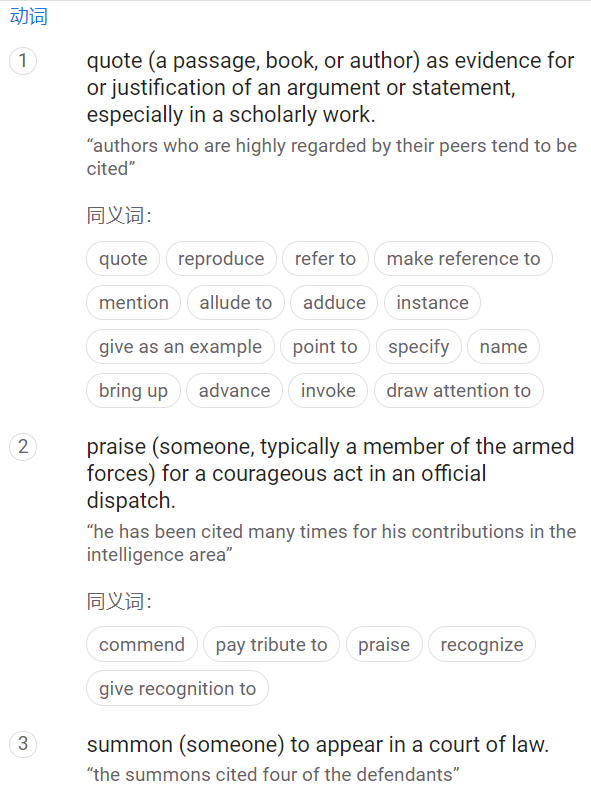 动词
1
quote (a passage, book, or author) as evidence for
or justification of an argument or statement,
especially in a scholarly work.
“authors who are highly regarded by their peers tend to be
cited”
同义词：
quote reproduce refer to make reference to
mention allude to adduce instance
give as an example point to specify name
bring up advance invoke draw attention to
2
praise (someone, typically a member of the armed
forces) for a courageous act in an official
dispatch.
“he has been cited many times for his contributions in the
intelligence area”
同义词：
commend pay tribute to praise recognize
give recognition to
3
summon (someone) to appear in a court of law.
“the summons cited four of the defendants”